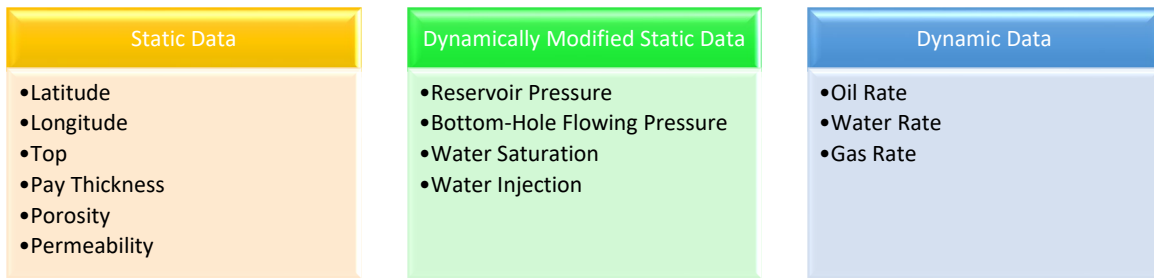 Static Data
•Latitude
•Longitude
•Top
•Pay Thickness
•Porosity
•Permeability
Dynamically Modified Static Data
•Reservoir Pressure
•Bottom-Hole Flowing Pressure
•Water Saturation
•Water Injection
Dynamic Data
•Oil Rate
•Water Rate
•Gas Rate